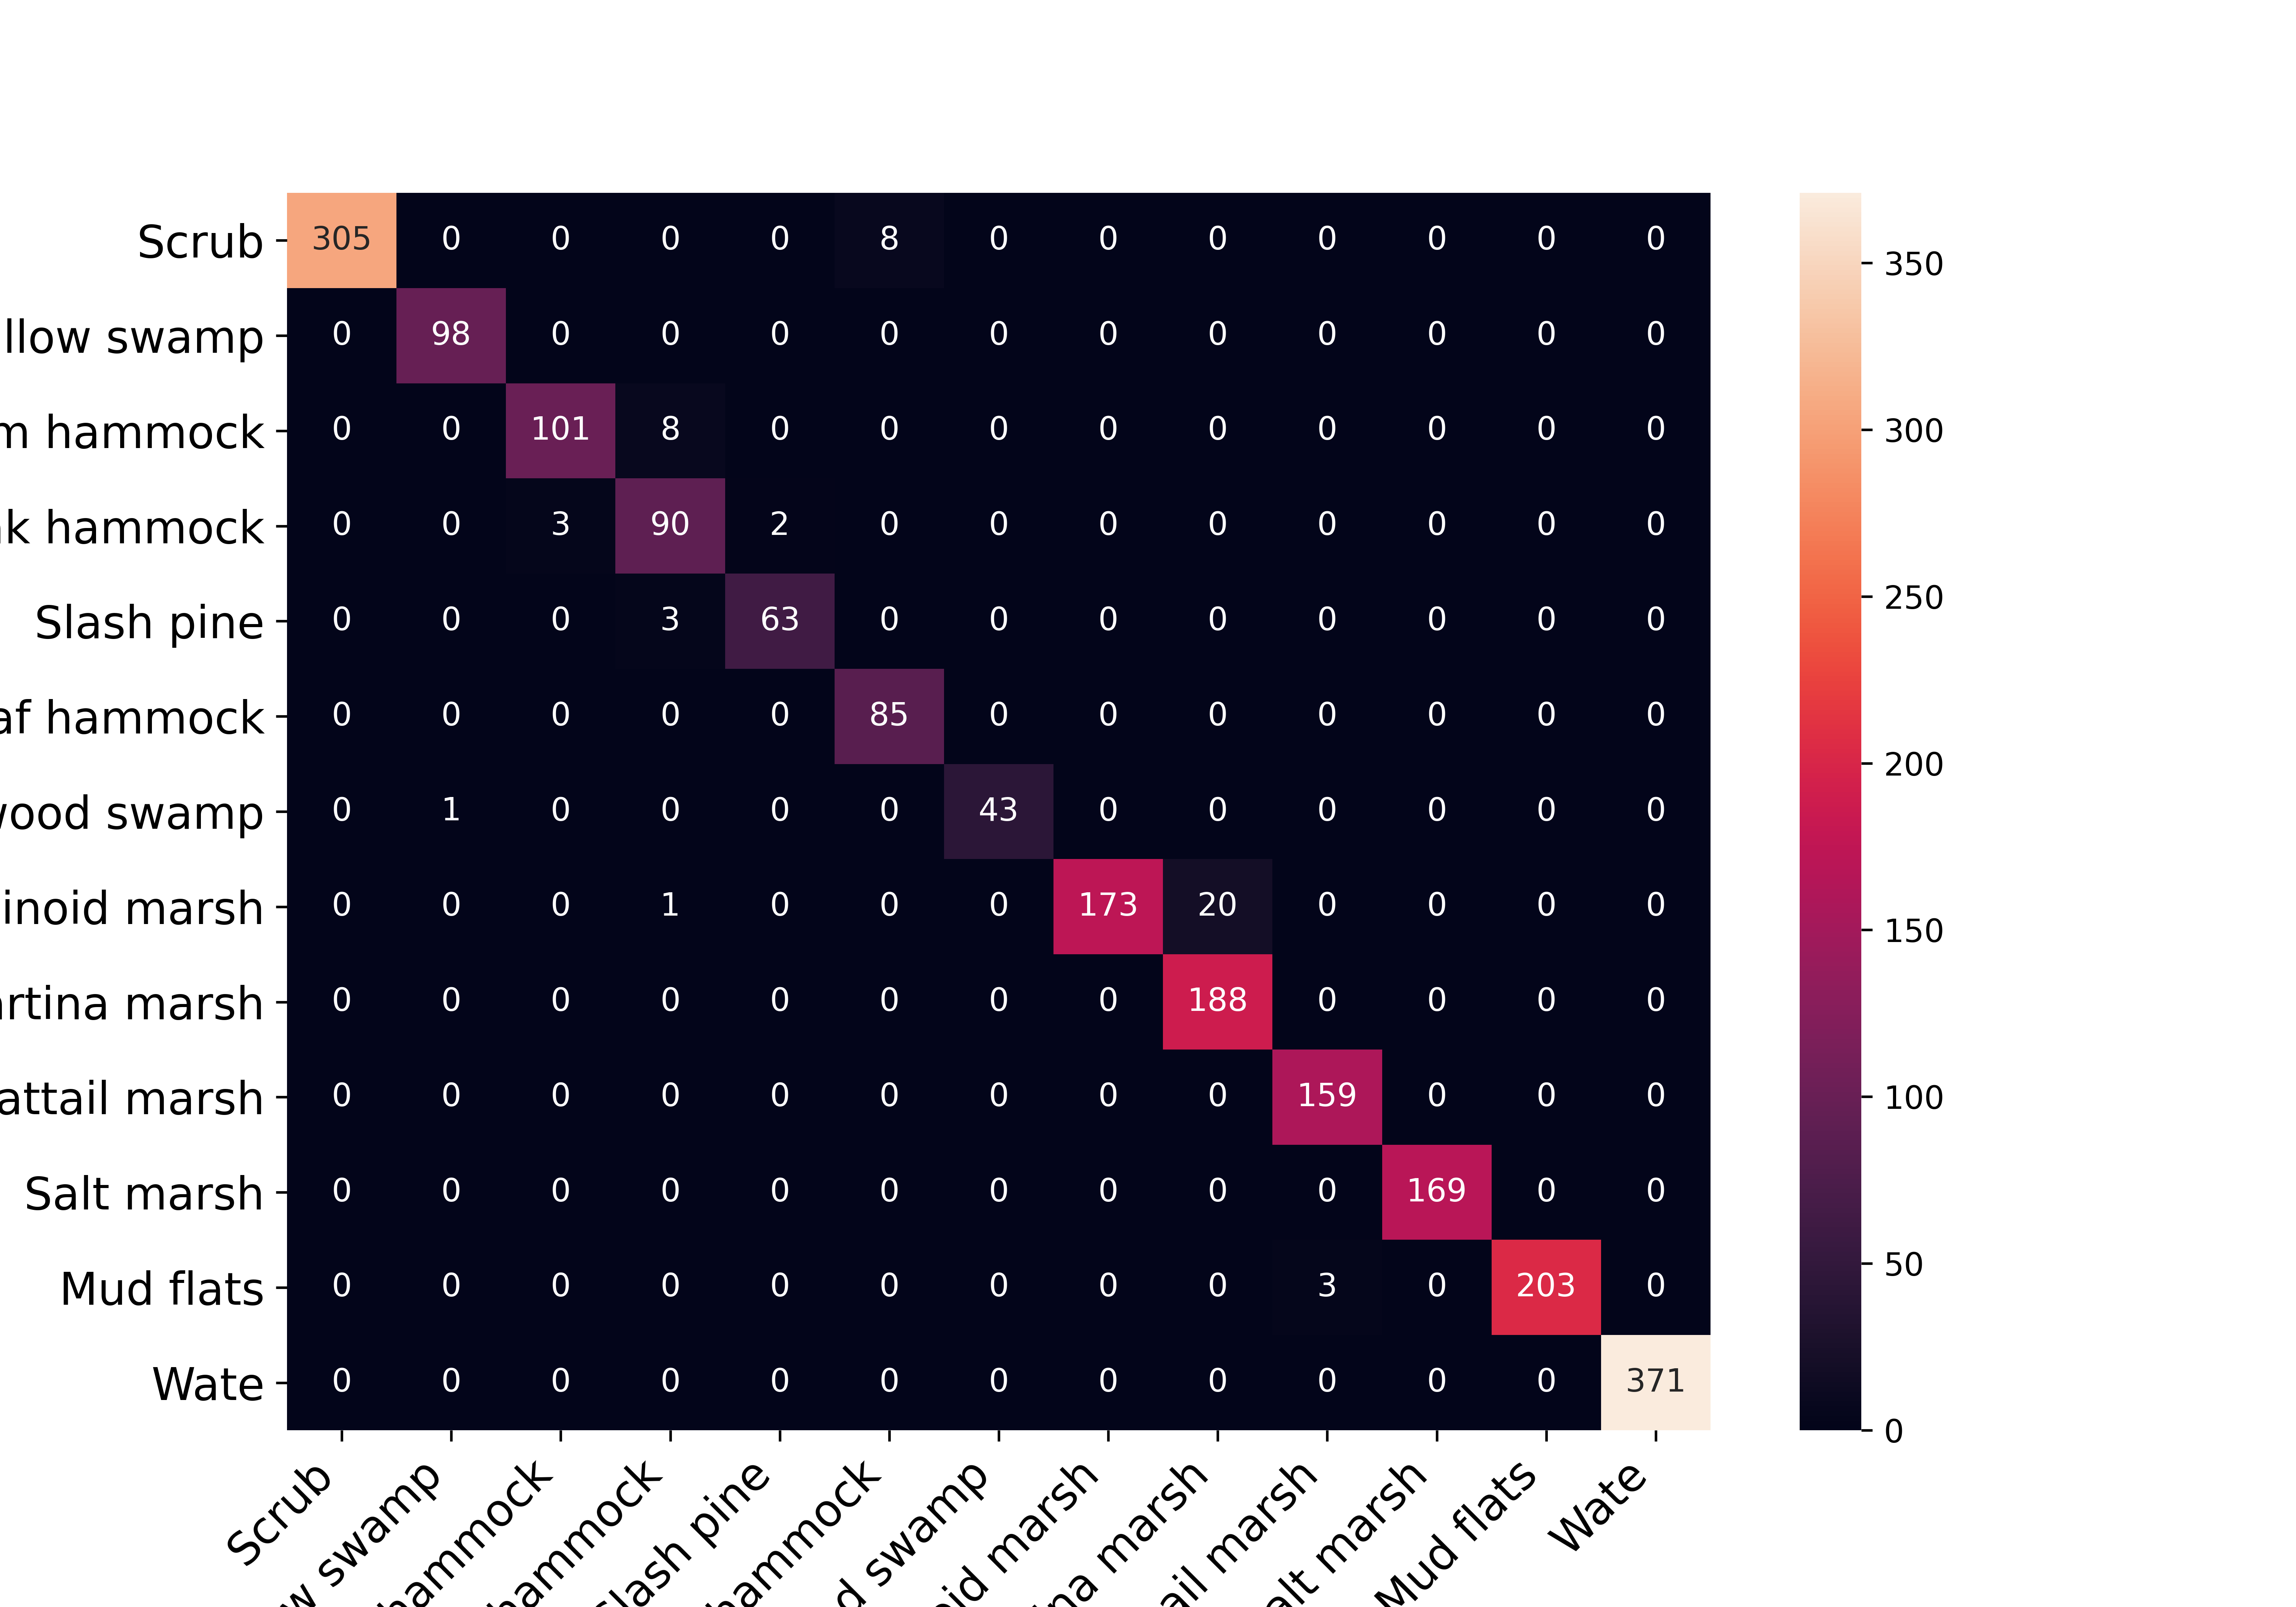 Scrub 305 0 0 0 0 8 0 0 0 0 0 0 0
llow swamp 0 98 0 0 0 0 0 0 0 0 0 0 0
m hammock 0 0 101 8 0 0 0 0 0 0 0 0 0
k hammock 0 0 3 90 2 0 0 0 0 0 0 0 0
Slash pine 0 0 0 3 63 0 0 0 0 0 0 0 0
af hammock 0 0 0 0 0 85 0 0 0 0 0 0 0
wood swamp 0 1 0 0 0 0 43 0 0 0 0 0 0
inoid marsh 0 0 0 1 0 0 0 173 20 0 0 0 0
rtina marsh 0 0 0 0 0 0 0 0 188 0 0 0 0
attail marsh 0 0 0 0 0 0 0 0 0 159 0 0 0
Salt marsh 0 0 0 0 0 0 0 0 0 0 169 0 0
Mud flats 0 0 0 0 0 0 0 0 0 3 0 203 0
Wate 0 0 0 0 0 0 0 0 0 0 0 0 371
Scrub
w swamp
hammock
hammock
Slash pine
hammock
d swamp
oid marsh
na marsh
ail marsh
alt marsh
Mud flats
Wate
350
300
250
200
150
100
50
0